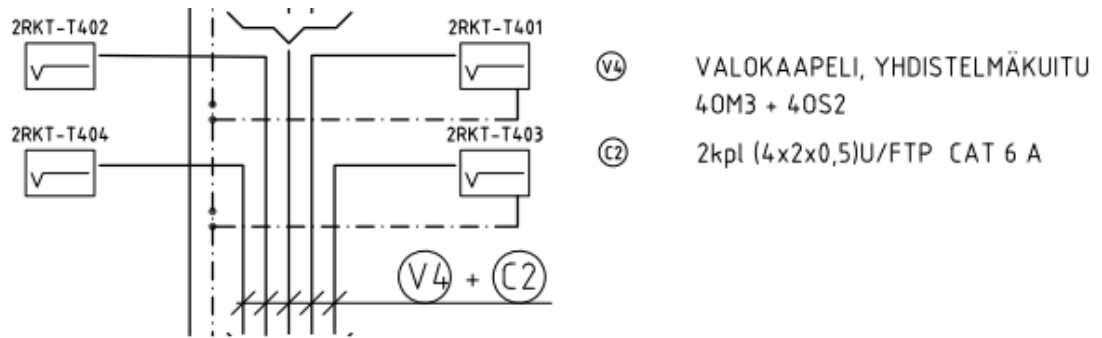 2RKT-T402
2RKT-T401
2RKT-T404
2RKT-T403
V4 + C2
V4 VALOKAAPELI, YHDISTELMÄKUITU
4OM3 + 4OS2
C2 2kpl (4x2x0,5)U/FTP CAT 6 A